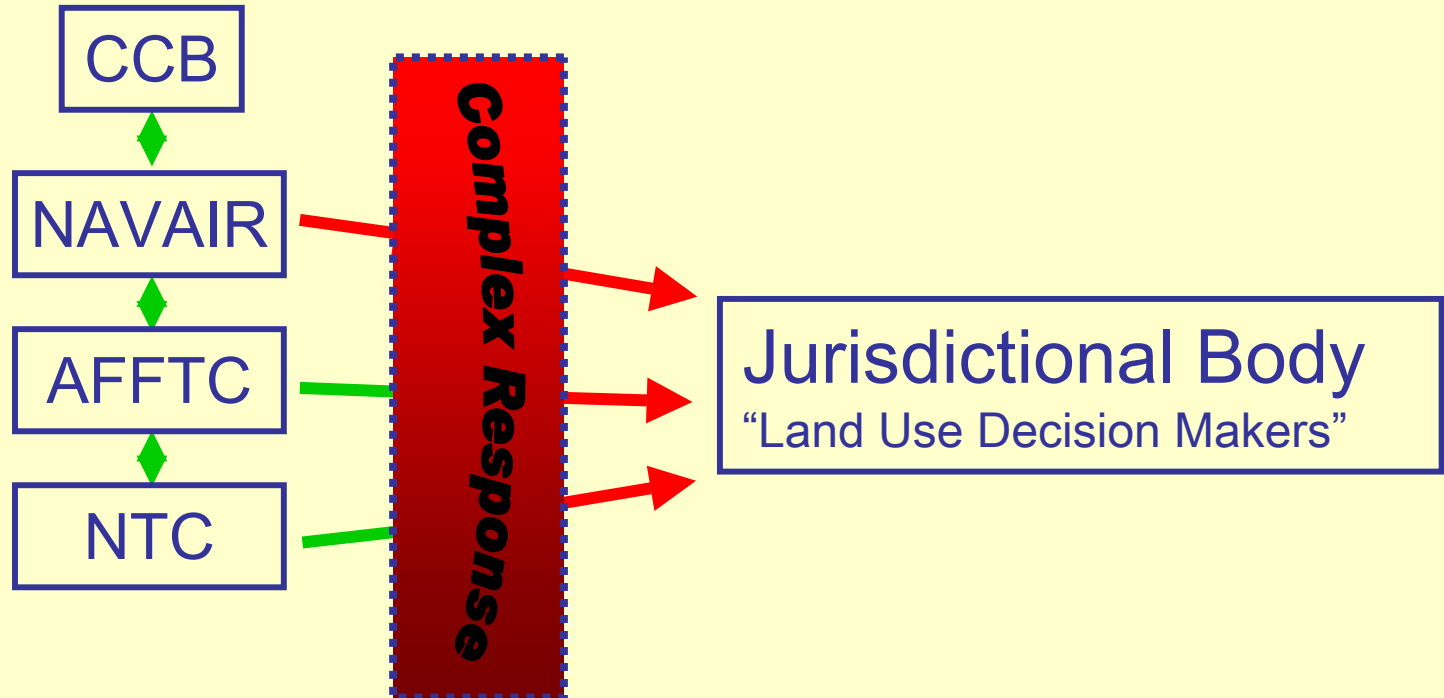 CCB
NAVAIR
AFFTC
NTC
Complex Response
Jurisdictional Body
“Land Use Decision Makers”